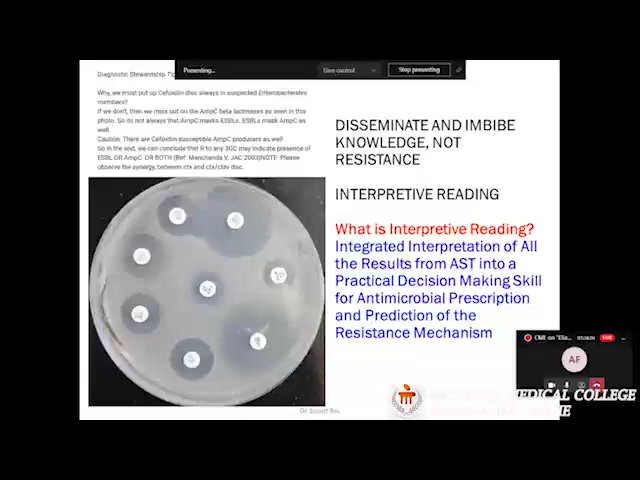 Presenting...
Give control
Stop presenting
Diagnostic Stewardship
Why, we must put up Cefoxitin disc always in suspected Enterobacterales
members?
If we don't, then we miss out on the AmpC beta lactmases as seen in this
photo. So its not always that AmpC masks ESBLs. ESBLs mask AmpC as
well
Caution: There are Cefoxitin susceptible AmpC producers as well!
So in the end, we can conclude that R to any 3GC may indicate presence of
ESBL OR AmpC OR BOTH (Ref: Manchanda V, JAC 2003)NOTE: Please
observe the synergy, between ctx and ctx/clav disc.
DISSEMINATE AND IMBIBE
KNOWLEDGE, NOT
RESISTANCE
INTERPRETIVE READING
What is Interpretive Reading?
Integrated Interpretation of All
the Results from AST into a
Practical Decision Making Skill
for Antimicrobial Prescription
and Prediction of the
Resistance Mechanism
CME on
AF
MEDICAL COLLEGE
Dr.